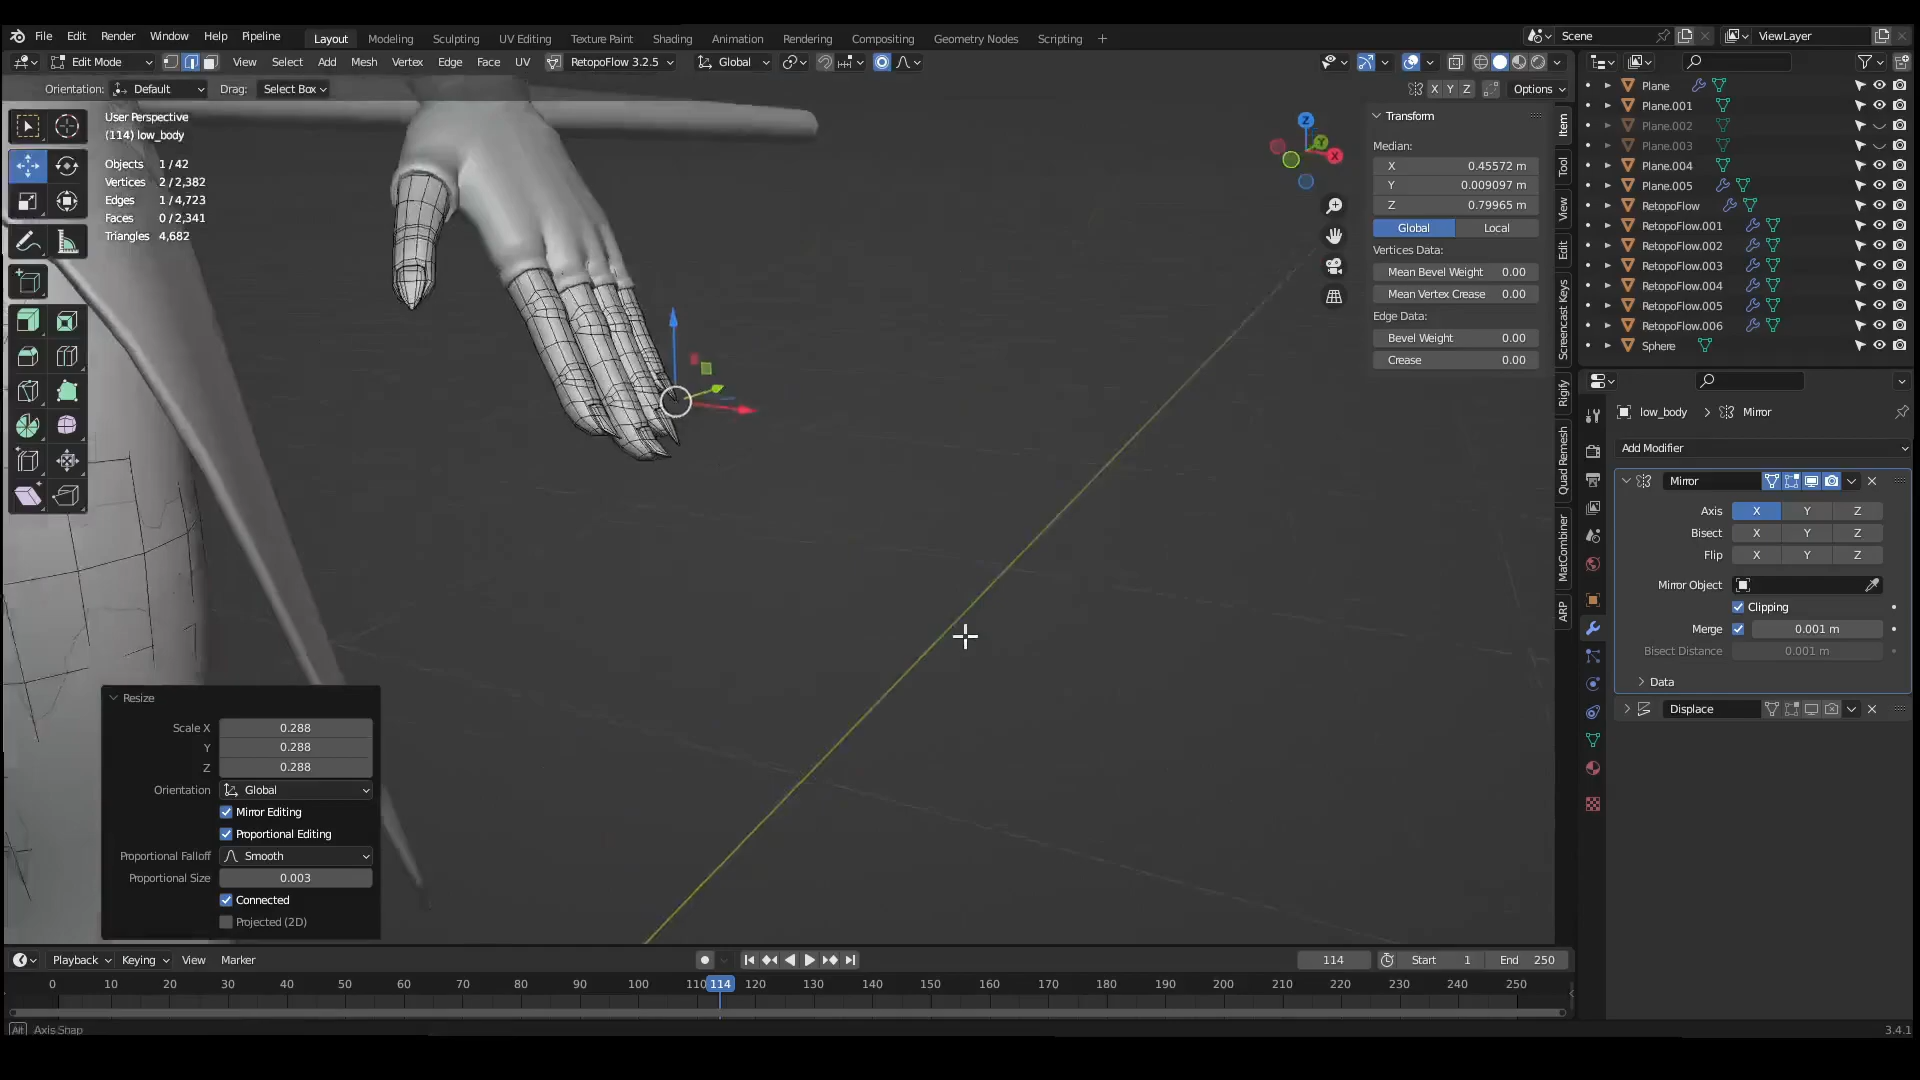 File Edit Render Window Help Pipeline Layout Modeling Sculpting UV Editing Texture Paint Shading Animation Rendering Compositing Geometry Nodes Scripting + Scene ViewLayer
Edit Mode View Select Add Mesh Vertex Edge Face UV RetopoFlow 3.2.5 Global
Orientation: Default Drag: Select Box X Y Z Options
User Perspective
(114) low_body
Objects 1 / 42
Vertices 2 / 2,382
Edges 1 / 4,723
Faces 0 / 2,341
Triangles 4,682
Z
Y
X
Transform
Median:
X 0.45572 m
Y 0.009097 m
Z 0.79965 m
Global Local
Vertices Data:
Mean Bevel Weight 0.00
Mean Vertex Crease 0.00
Edge Data:
Bevel Weight 0.00
Crease 0.00
Item
Tool
View
Edit
Screencast Keys
Rigify
Quad Remesh
MatCombiner
ARP
Plane
Plane.001
Plane.002
Plane.003
Plane.004
Plane.005
RetopoFlow
RetopoFlow.001
RetopoFlow.002
RetopoFlow.003
RetopoFlow.004
RetopoFlow.005
RetopoFlow.006
Sphere
low_body > Mirror
Add Modifier
Mirror
Axis X Y Z
Bisect X Y Z
Flip X Y Z
Mirror Object
Clipping
Merge 0.001 m
Bisect Distance 0.001 m
Data
Displace
Resize
Scale X 0.288
Y 0.288
Z 0.288
Orientation Global
Mirror Editing
Proportional Editing
Proportional Falloff Smooth
Proportional Size 0.003
Connected
Projected (2D)
Playback Keying View Marker 114 Start 1 End 250
0 10 20 30 40 50 60 70 80 90 100 110 114 120 130 140 150 160 170 180 190 200 210 220 230 240 250
Alt Axis Snap 3.4.1